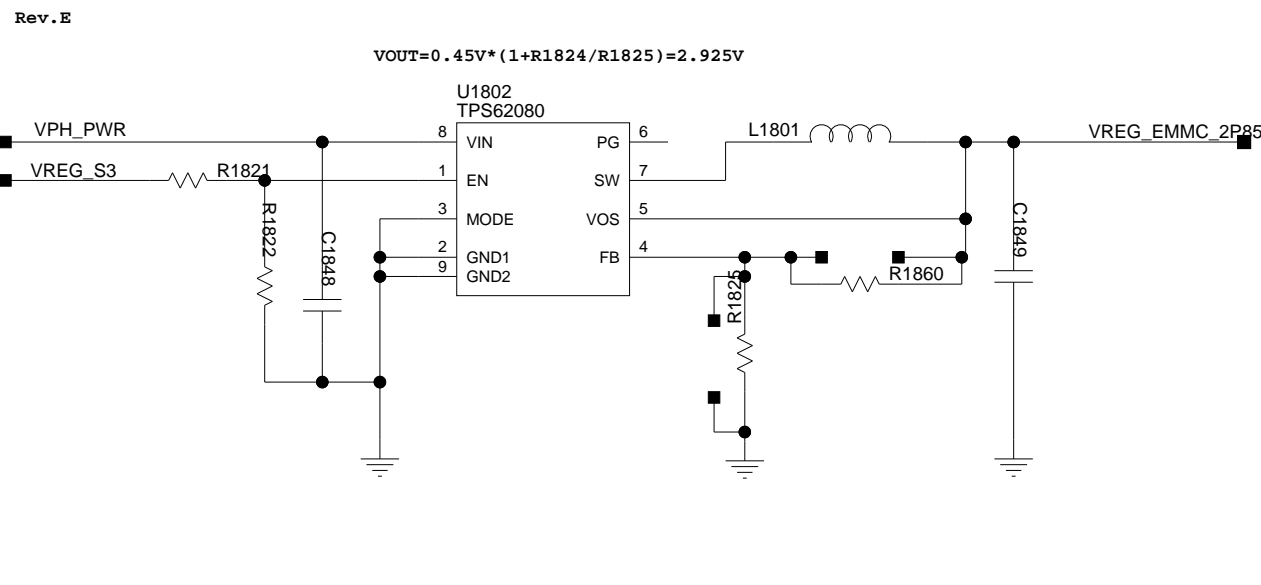 Rev.E
VOUT=0.45V*(1+R1824/R1825)=2.925V
U1802
TPS62080
VPH_PWR
8
VIN
PG
6
L1801
VREG_EMMC_2P85
VREG_S3
R1821
1
EN
SW
7
R1822
3
MODE
VOS
5
C1848
C1849
2
GND1
FB
4
9
GND2
R1825
R1860